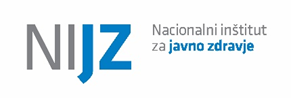 NIJZ
Nacionalni inštitut
za javno zdravje